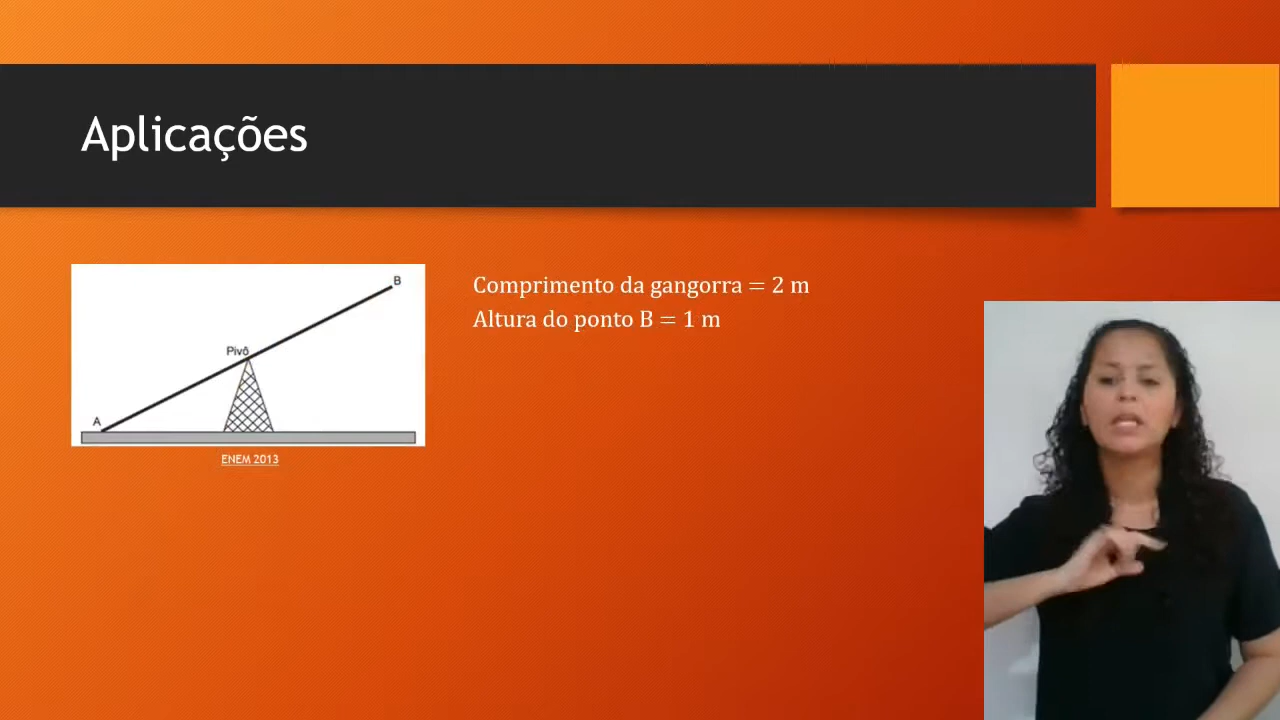 Aplicações
B
Pivô
A
ENEM 2013
Comprimento da gangorra = 2 m
Altura do ponto B = 1 m